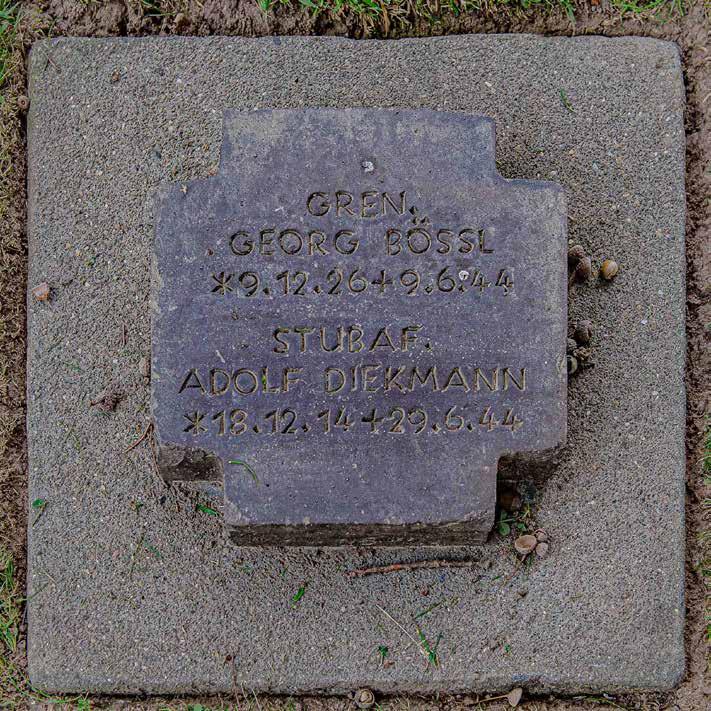 GREN.
GEORG BÖSSL
*9.12.26+9.6.44
STUBAF.
ADOLF DIEKMANN
*18.12.14+29.6.44